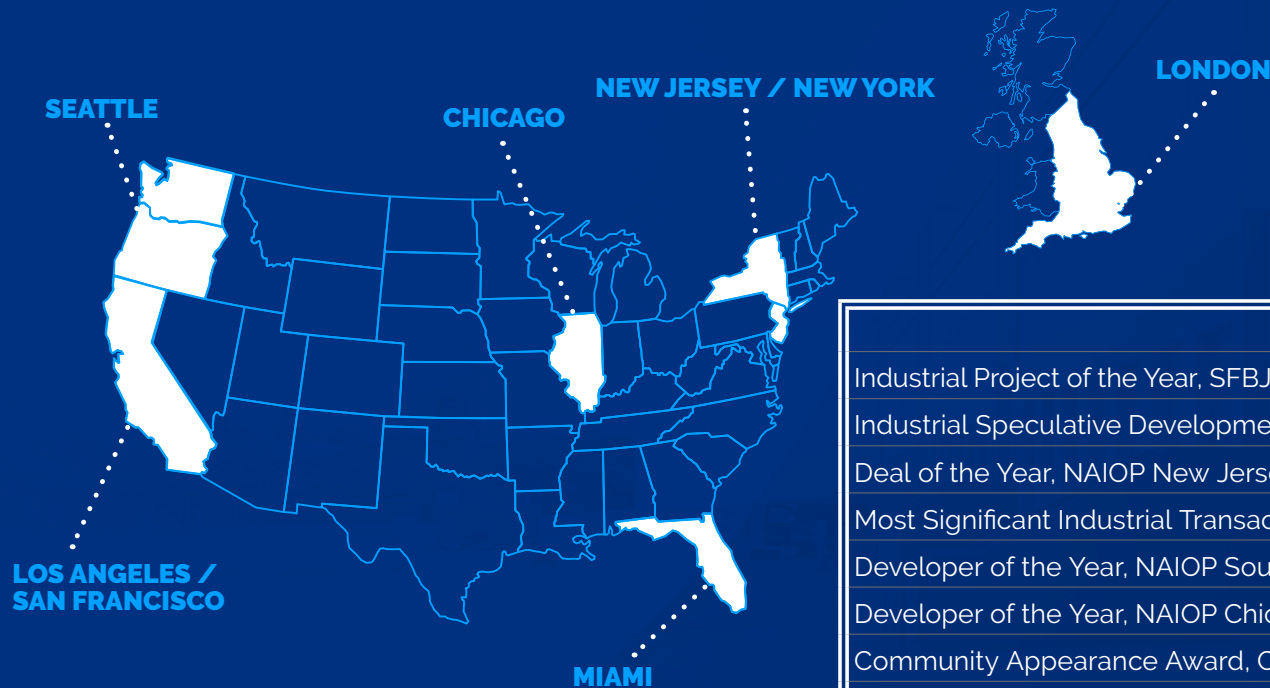 SEATTLE
CHICAGO
NEW JERSEY / NEW YORK
LONDON
LOS ANGELES /
SAN FRANCISCO
MIAMI
Industrial Project of the Year, SFBJ
Industrial Speculative Developme
Deal of the Year, NAIOP New Jers
Most Significant Industrial Transac
Developer of the Year, NAIOP Sou
Developer of the Year, NAIOP Chic
Community Appearance Award, C